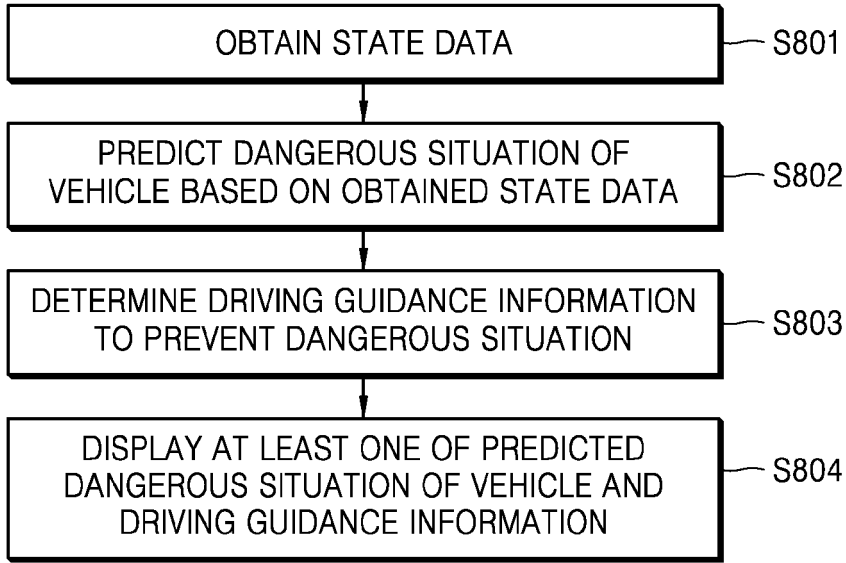 OBTAIN STATE DATA
S801
PREDICT DANGEROUS SITUATION OF
VEHICLE BASED ON OBTAINED STATE DATA
S802
DETERMINE DRIVING GUIDANCE INFORMATION
TO PREVENT DANGEROUS SITUATION
S803
DISPLAY AT LEAST ONE OF PREDICTED
DANGEROUS SITUATION OF VEHICLE AND
DRIVING GUIDANCE INFORMATION
S804